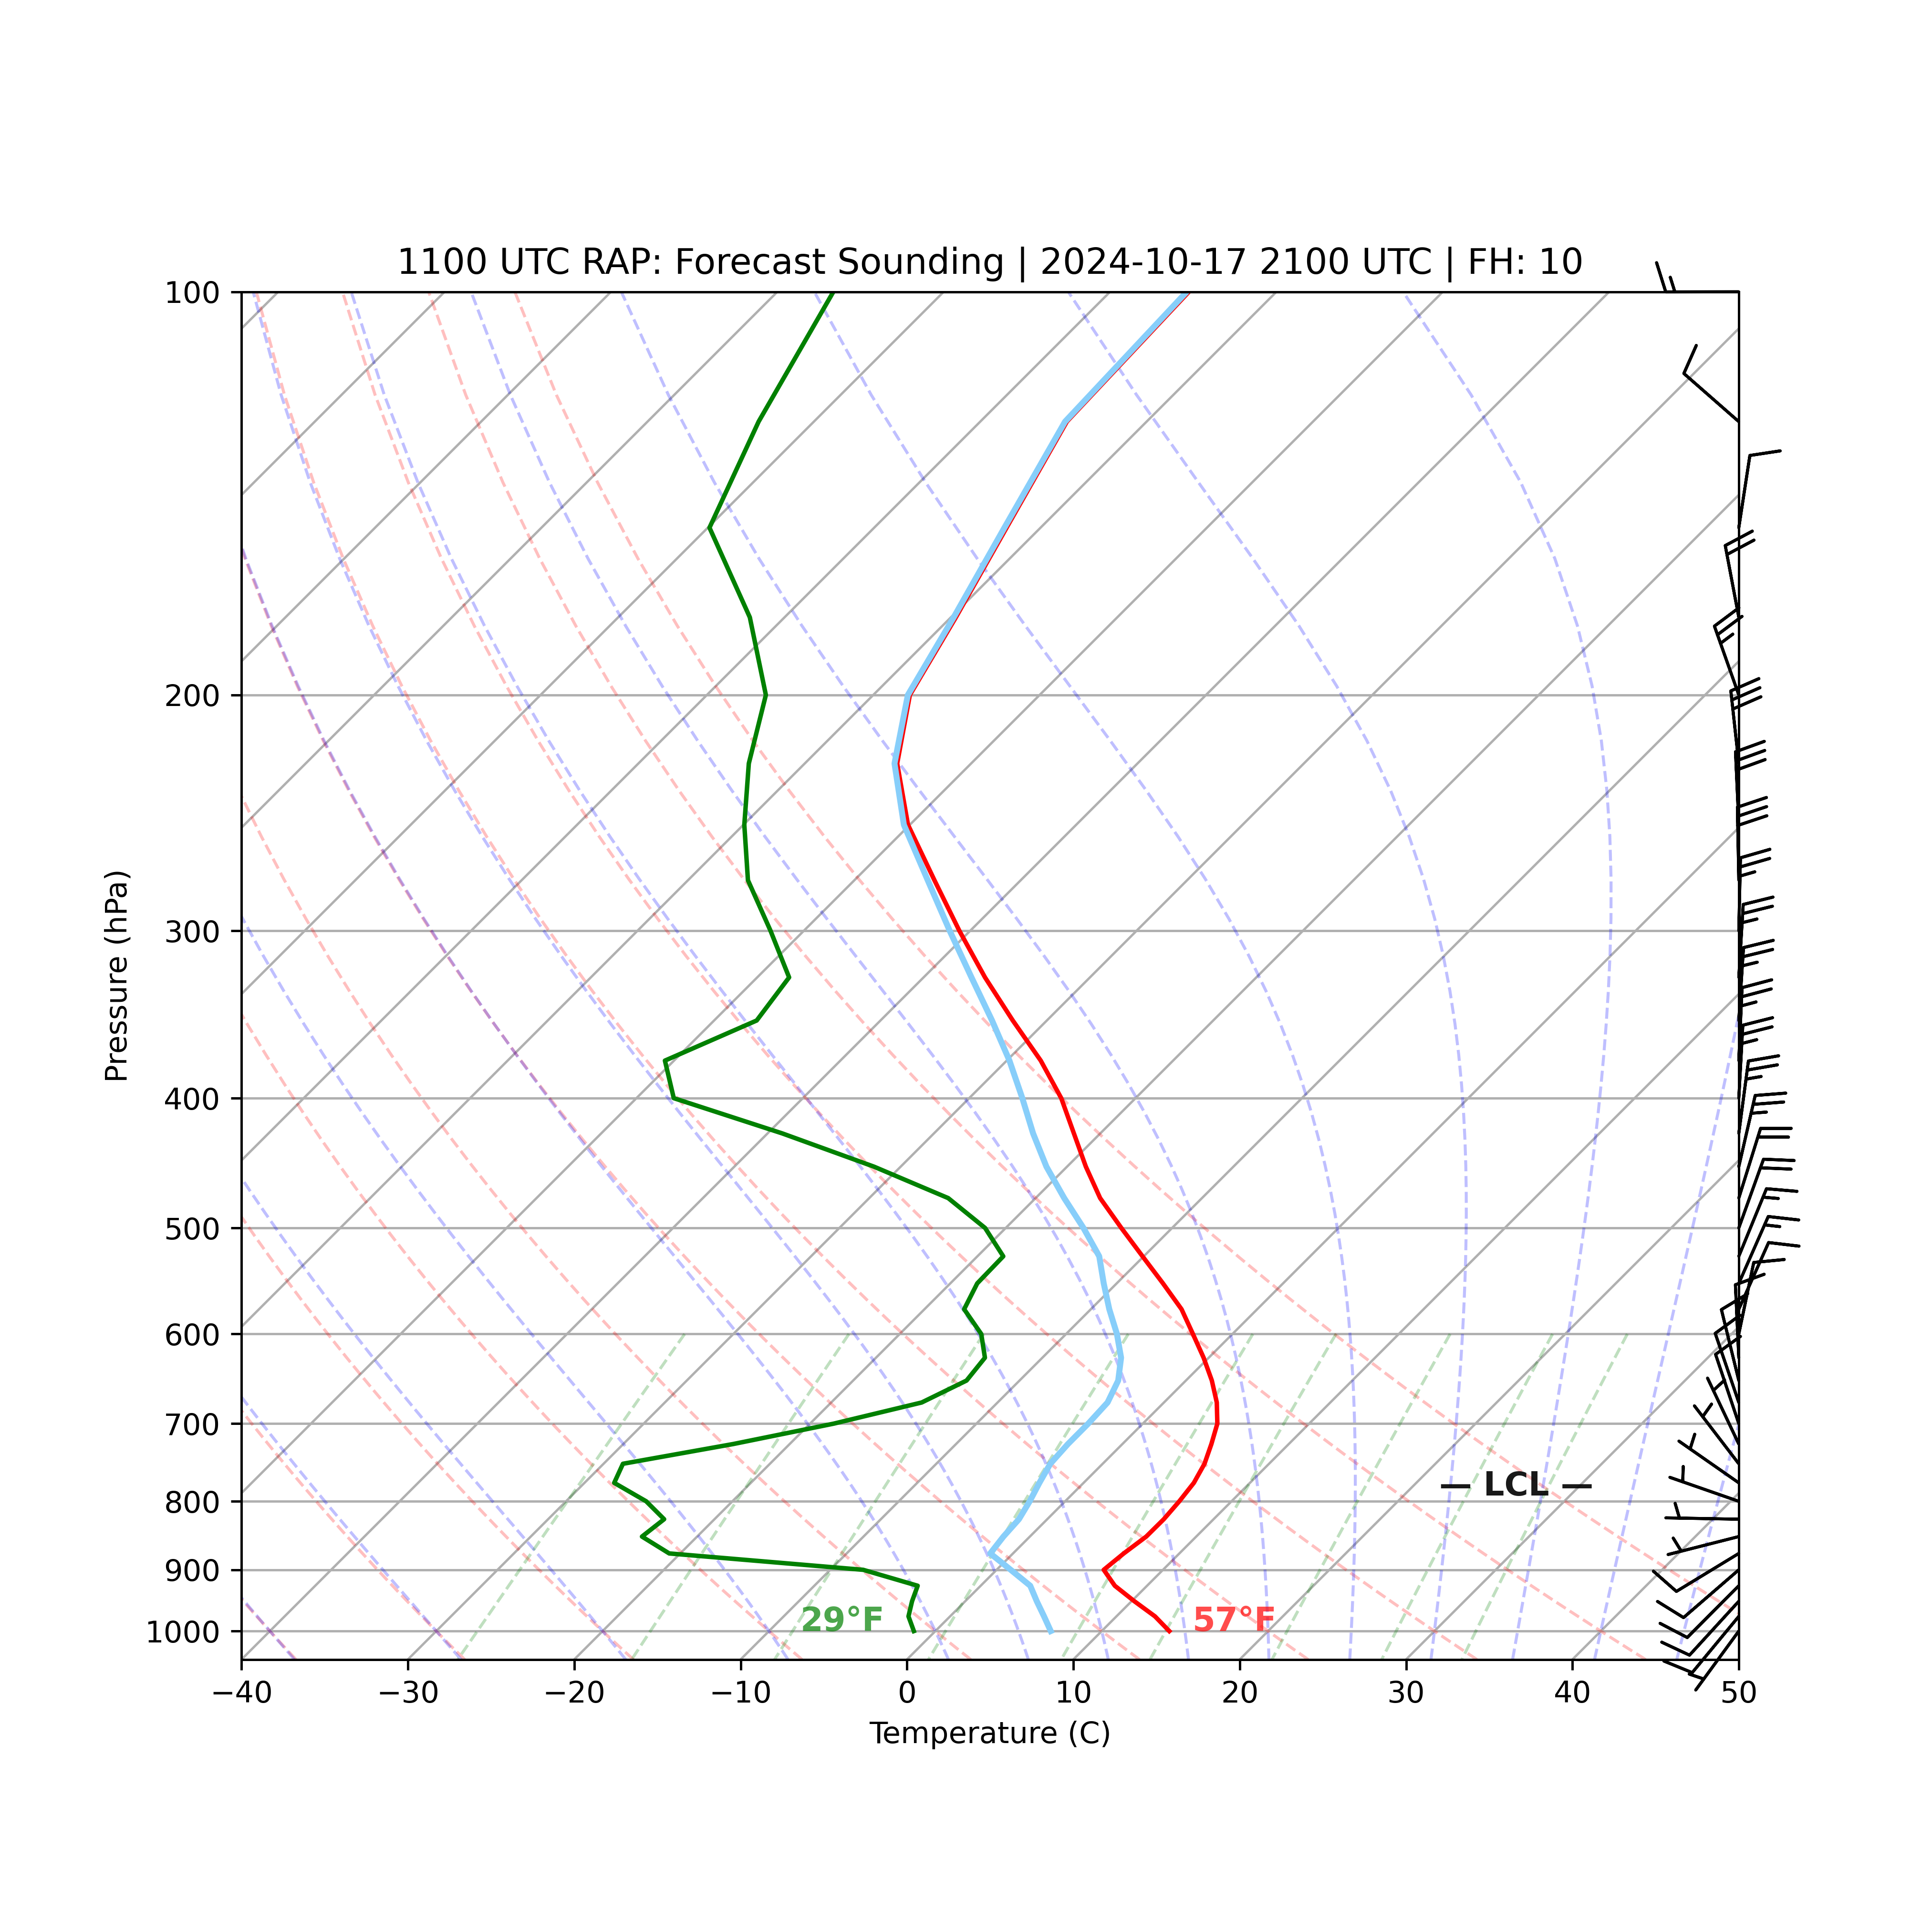 1100 UTC RAP: Forecast Sounding | 2024-10-17 2100 UTC | FH: 10
100
200
300
400
500
600
700
800
900
1000
Pressure (hPa)
— LCL —
29°F
57°F
−40 −30 −20 −10 0 10 20 30 40 50
Temperature (C)